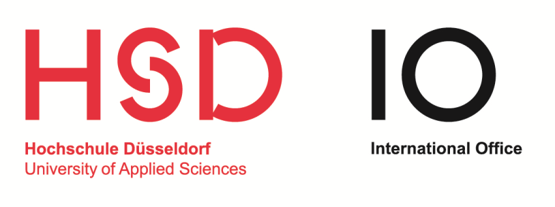 HSD IO
Hochschule Düsseldorf
University of Applied Sciences
International Office